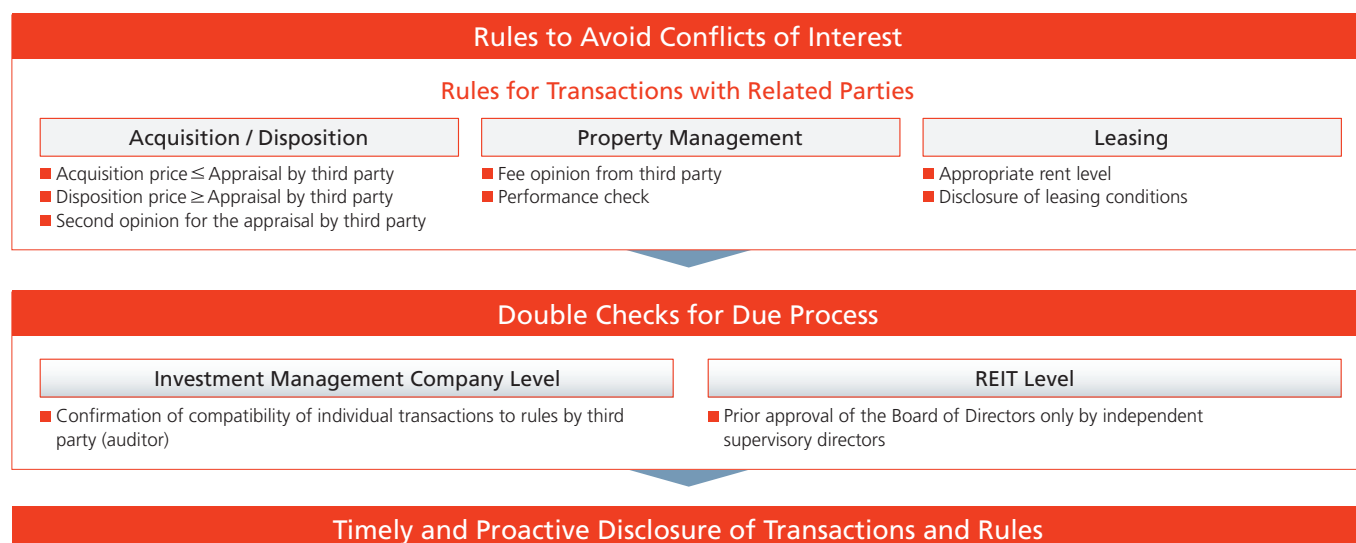 Rules to Avoid Conflicts of Interest
Rules for Transactions with Related Parties
Acquisition / Disposition
■ Acquisition price ≤ Appraisal by third party
■ Disposition price ≥ Appraisal by third party
■ Second opinion for the appraisal by third party
Property Management
■ Fee opinion from third party
■ Performance check
Leasing
■ Appropriate rent level
■ Disclosure of leasing conditions
Double Checks for Due Process
Investment Management Company Level
■ Confirmation of compatibility of individual transactions to rules by third
party (auditor)
REIT Level
■ Prior approval of the Board of Directors only by independent
supervisory directors
Timely and Proactive Disclosure of Transactions and Rules